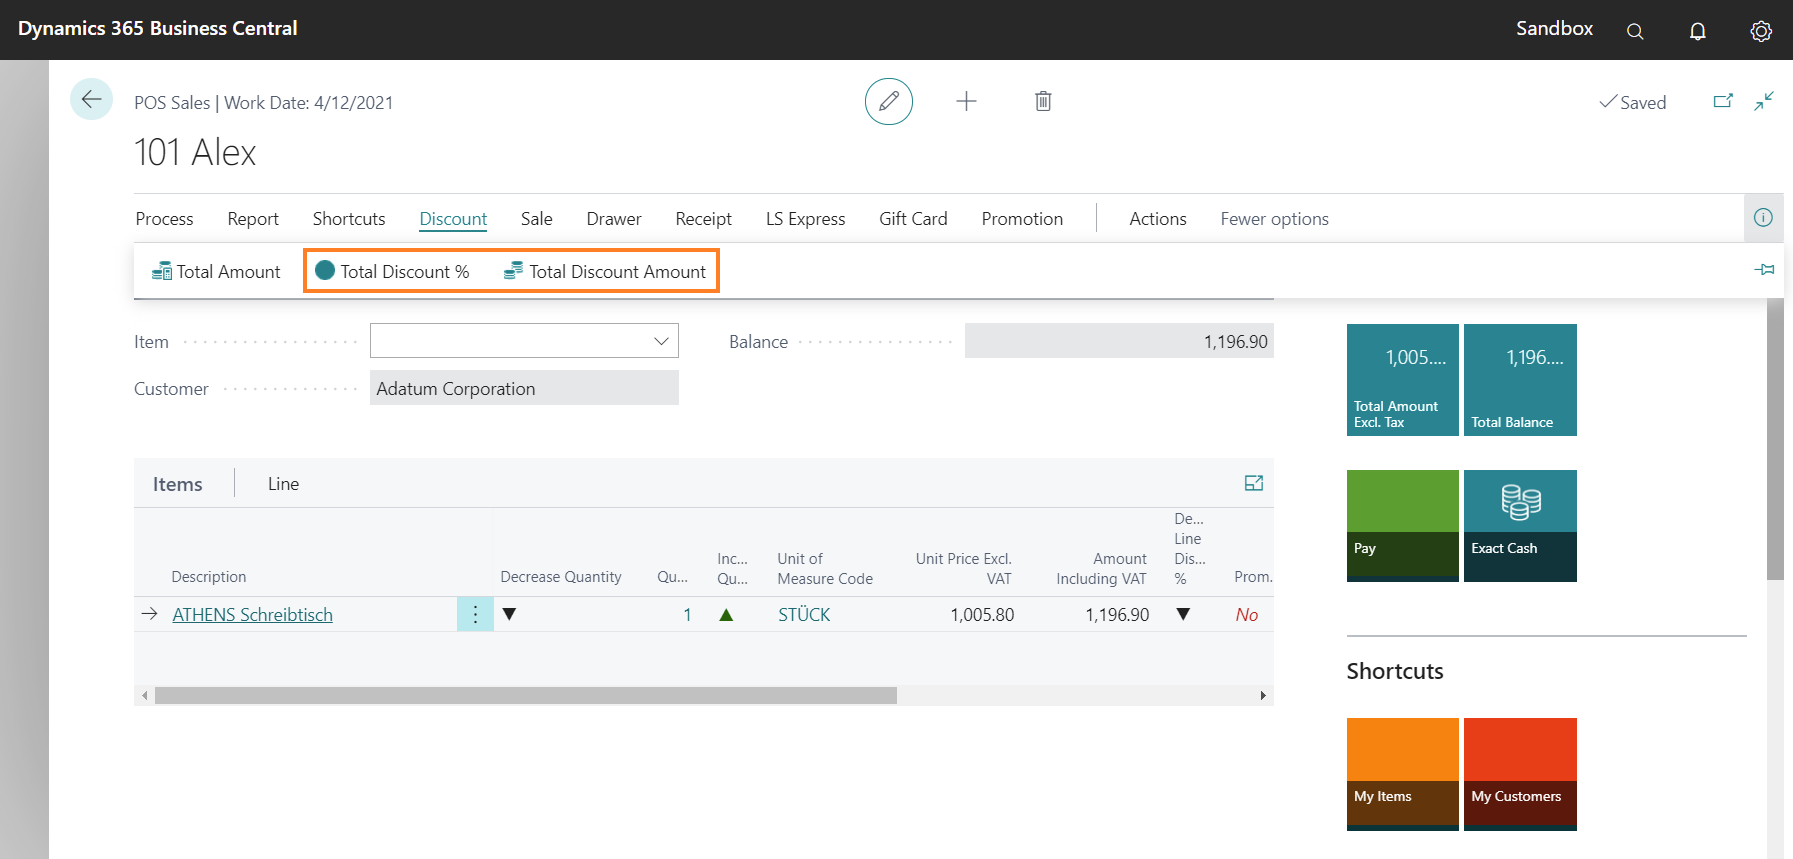 Dynamics 365 Business Central
Sandbox
POS Sales | Work Date: 4/12/2021
Saved
101 Alex
Process Report Shortcuts Discount Sale Drawer Receipt LS Express Gift Card Promotion Actions Fewer options
Total Amount Total Discount % Total Discount Amount
Item
Balance 1,196.90
Customer Adatum Corporation
1,005....
Total Amount
Excl. Tax
1,196....
Total Balance
Pay
Exact Cash
Items Line
Description
Decrease Quantity
Qu...
Inc...
Qu...
Unit of
Measure Code
Unit Price Excl.
VAT
Amount
Including VAT
De...
Line
Dis...
%
Prom.
ATHENS Schreibtisch 1 STÜCK 1,005.80 1,196.90 No
Shortcuts
My Items
My Customers